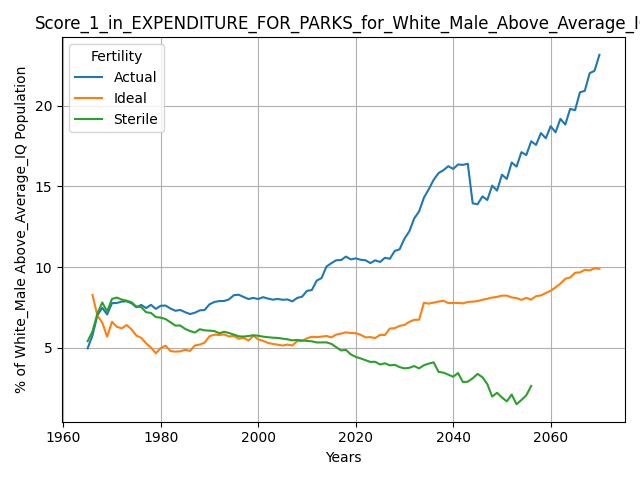 Score_1_in_EXPENDITURE_FOR_PARKS_for_White_Male_Above_Average_I
Fertility
Actual
Ideal
Sterile
% of White_Male Above_Average_IQ Population
20
15
10
5
1960 1980 2000 2020 2040 2060
Years